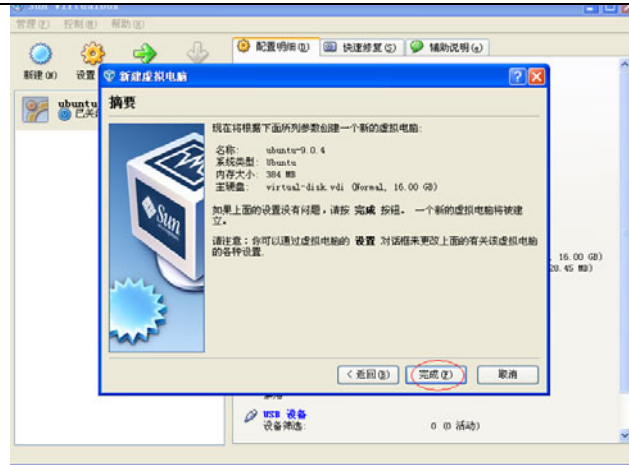 Sun VirtualBox
管理(F) 控制(M) 帮助(H)
新建(N)
设置
配置明细(D) 快速修复(S) 辅助说明(e)
ubuntu
已关
新建虚拟电脑
摘要
现在将根据下面所列参数创建一个新的虚拟电脑:
名称: ubuntu-9.0.4
系统类型: Ubuntu
内存大小: 384 MB
主硬盘: virtual-disk.vdi (Normal, 16.00 GB)
如果上面的设置没有问题,请按 完成 按钮. 一个新的虚拟电脑将被建
立.
请注意:你可以通过虚拟电脑的 设置 对话框来更改上面的有关该虚拟电脑
的各种设置.
Sun
, 16.00 GB)
28.45 MB)
< 返回(B) 完成(F) 取消
USB 设备
设备筛选: 0 (0 活动)